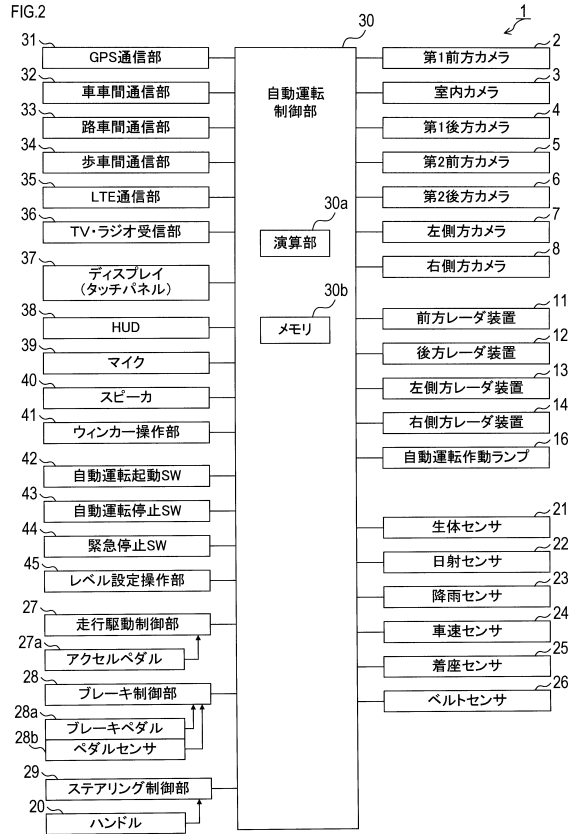 FIG.2
1
31
GPS通信部
32
車車間通信部
33
路車間通信部
34
歩車間通信部
35
LTE通信部
36
TV・ラジオ受信部
37
ディスプレイ
(タッチパネル)
38
HUD
39
マイク
40
スピーカ
41
ウィンカー操作部
42
自動運転起動SW
43
自動運転停止SW
44
緊急停止SW
45
レベル設定操作部
27
走行駆動制御部
27a
アクセルペダル
28
ブレーキ制御部
28a
ブレーキペダル
28b
ペダルセンサ
29
ステアリング制御部
20
ハンドル
30
自動運転
制御部
30a
演算部
30b
メモリ
2
第1前方カメラ
3
室内カメラ
4
第1後方カメラ
5
第2前方カメラ
6
第2後方カメラ
7
左側方カメラ
8
右側方カメラ
11
前方レーダ装置
12
後方レーダ装置
13
左側方レーダ装置
14
右側方レーダ装置
16
自動運転作動ランプ
21
生体センサ
22
日射センサ
23
降雨センサ
24
車速センサ
25
着座センサ
26
ベルトセンサ